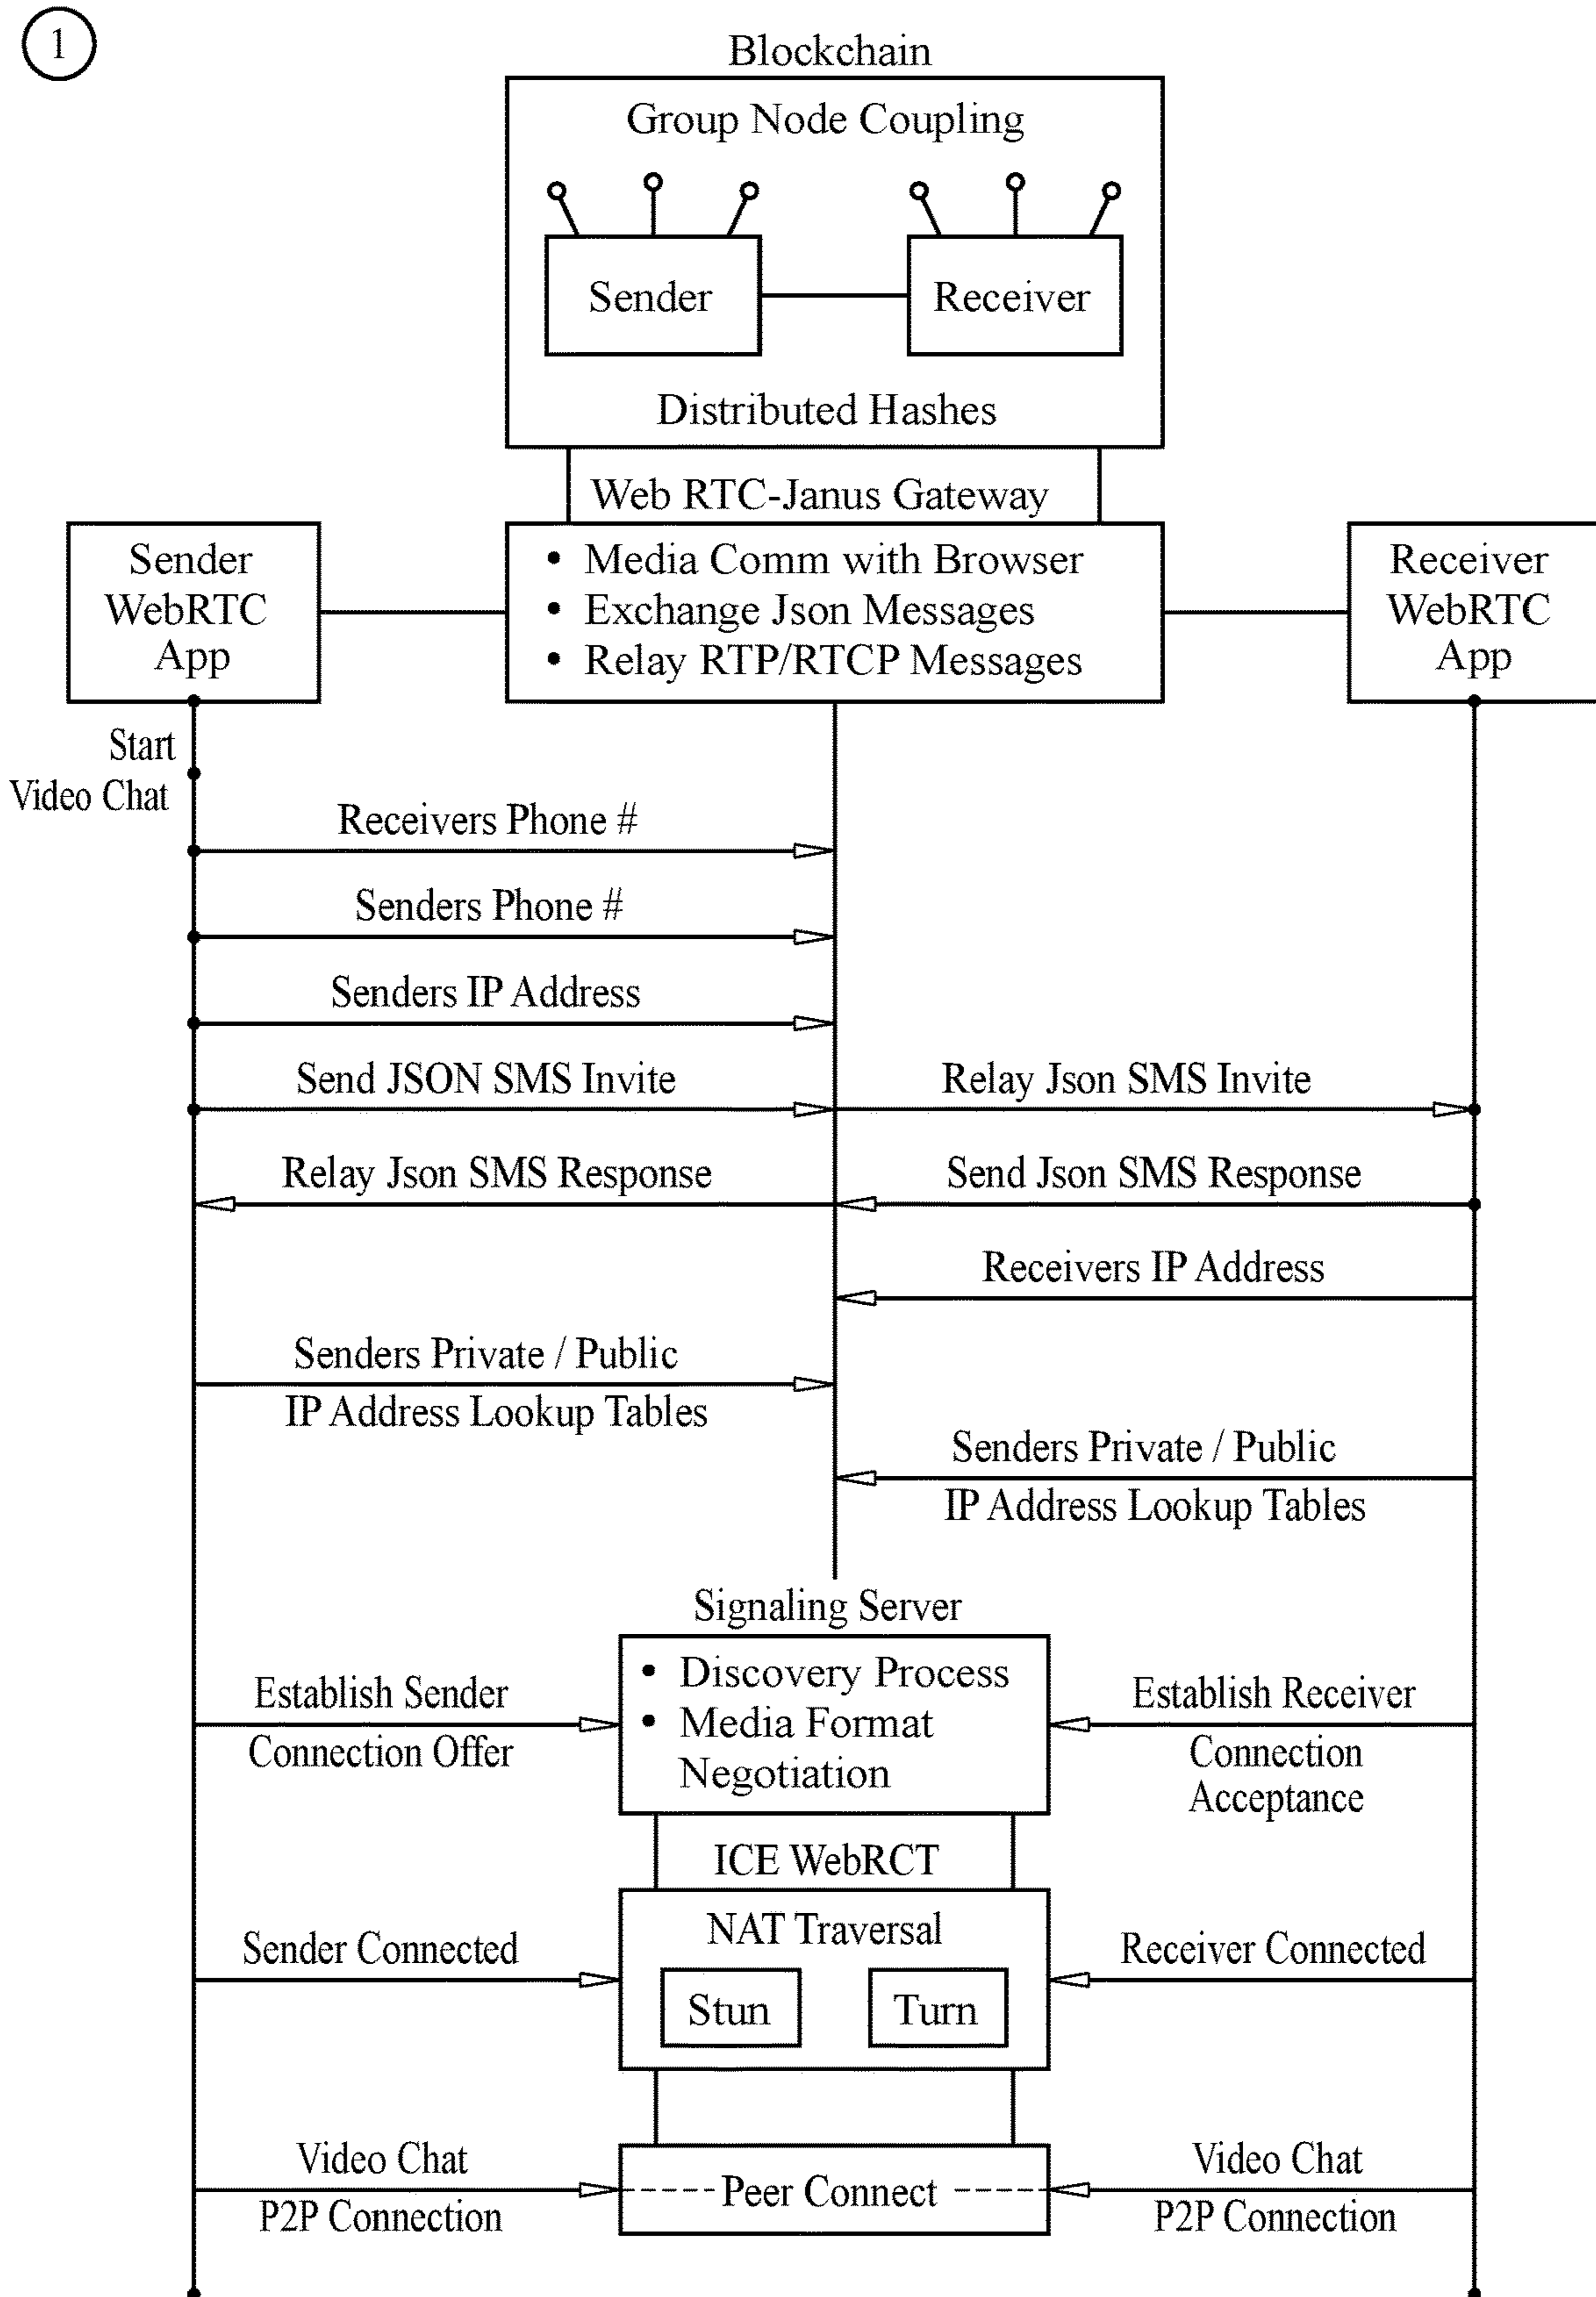 1
Blockchain
Group Node Coupling
Sender
Receiver
Distributed Hashes
Web RTC-Janus Gateway
Sender
WebRTC
App
• Media Comm with Browser
• Exchange Json Messages
• Relay RTP/RTCP Messages
Receiver
WebRTC
App
Start
Video Chat
Receivers Phone #
Senders Phone #
Senders IP Address
Send JSON SMS Invite
Relay Json SMS Invite
Relay Json SMS Response
Send Json SMS Response
Receivers IP Address
Senders Private / Public
IP Address Lookup Tables
Senders Private / Public
IP Address Lookup Tables
Signaling Server
• Discovery Process
• Media Format
Negotiation
Establish Sender
Connection Offer
Establish Receiver
Connection
Acceptance
ICE WebRCT
NAT Traversal
Stun
Turn
Sender Connected
Receiver Connected
Video Chat
P2P Connection
Peer Connect
Video Chat
P2P Connection